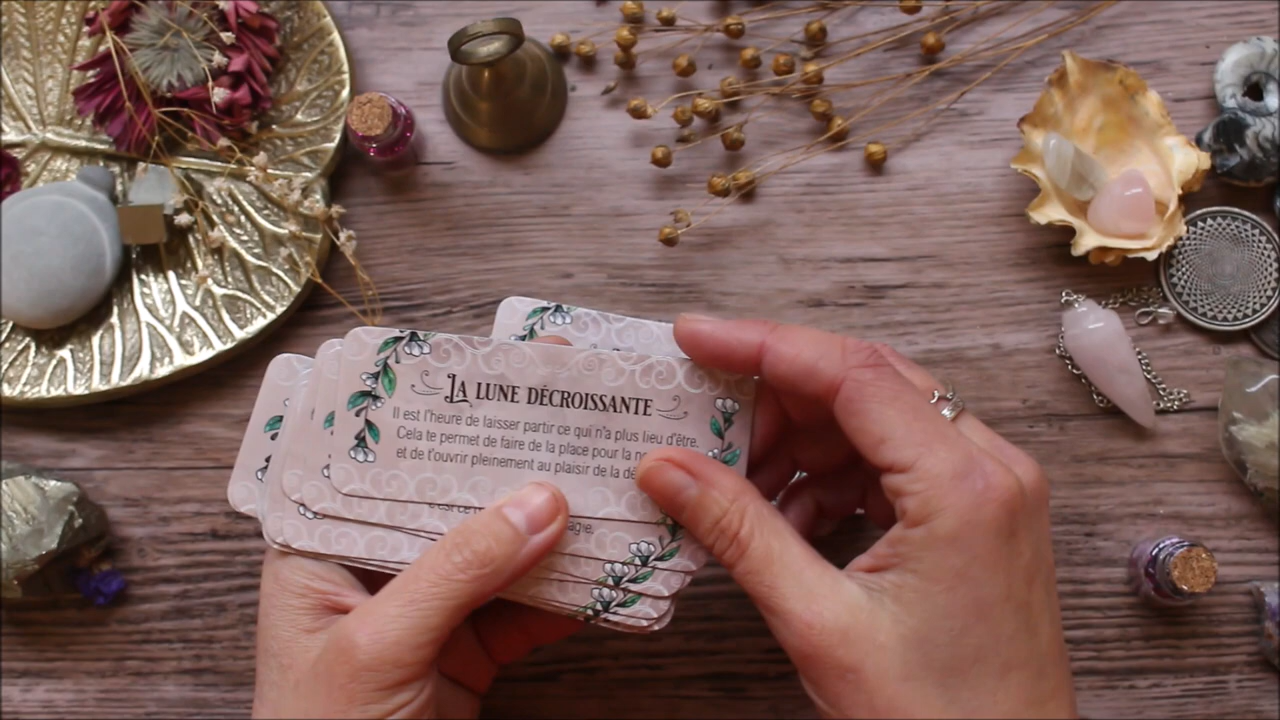 La lune décroissante
Il est l'heure de laisser partir ce qui n'a plus lieu d'être.
Cela te permet de faire de la place pour la
et de t'ouvrir pleinement au plaisir de la